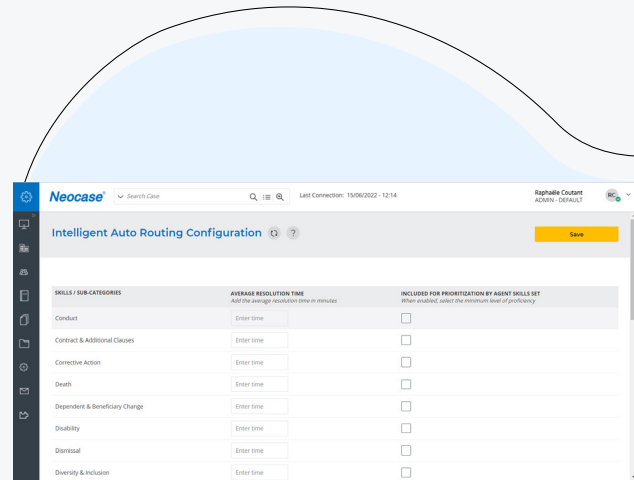 Neocase®
Search Case
Last Connection: 15/06/2022 - 12:14
Raphaëlle Coutant
ADMIN - DEFAULT
RC
Intelligent Auto Routing Configuration
?
Save
SKILLS / SUB-CATEGORIES
AVERAGE RESOLUTION TIME
Add the average resolution time in minutes
INCLUDED FOR PRIORITIZATION BY AGENT SKILLS SET
When enabled, select the minimum level of proficiency
Conduct
Enter time
Contract & Additional Clauses
Enter time
Corrective Action
Enter time
Death
Enter time
Dependent & Beneficiary Change
Enter time
Disability
Enter time
Dismissal
Enter time
Diversity & Inclusion
Enter time